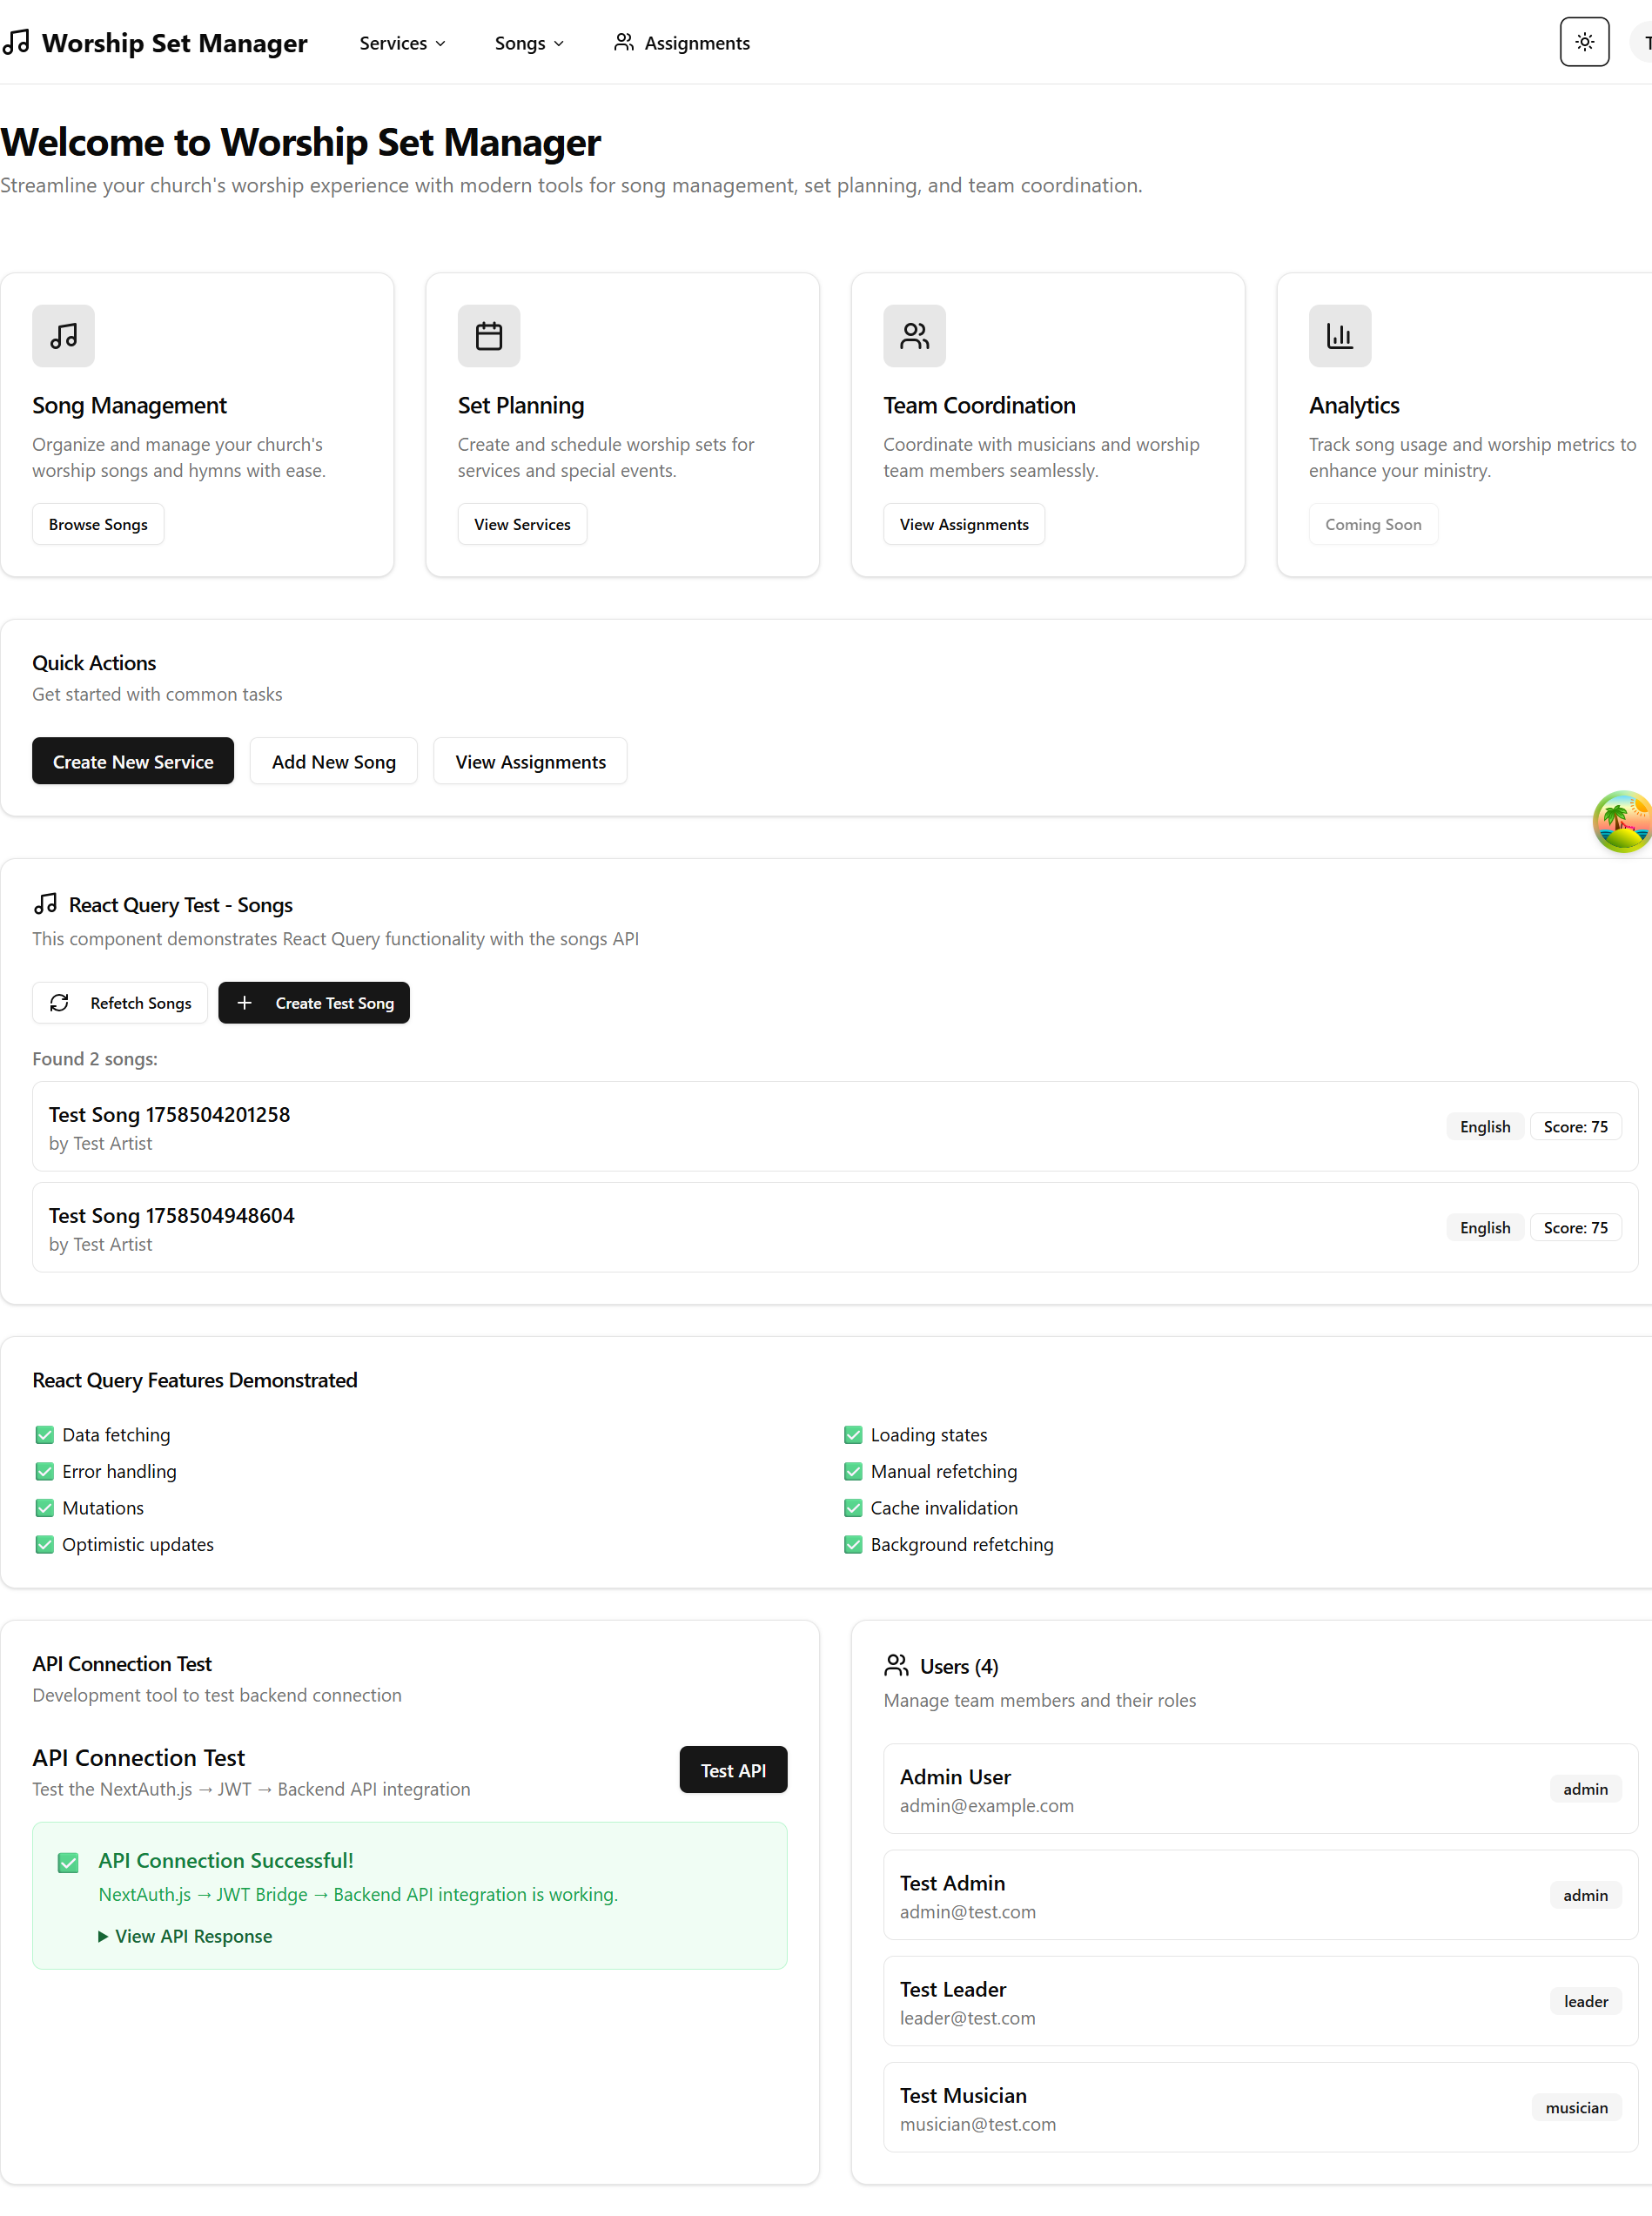 Worship Set Manager
Services
Songs
Assignments
T
Welcome to Worship Set Manager
Streamline your church's worship experience with modern tools for song management, set planning, and team coordination.
Song Management
Organize and manage your church's
worship songs and hymns with ease.
Browse Songs
Set Planning
Create and schedule worship sets for
services and special events.
View Services
Team Coordination
Coordinate with musicians and worship
team members seamlessly.
View Assignments
Analytics
Track song usage and worship metrics to
enhance your ministry.
Coming Soon
Quick Actions
Get started with common tasks
Create New Service
Add New Song
View Assignments
React Query Test - Songs
This component demonstrates React Query functionality with the songs API
Refetch Songs
Create Test Song
Found 2 songs:
Test Song 1758504201258
by Test Artist
English
Score: 75
Test Song 1758504948604
by Test Artist
English
Score: 75
React Query Features Demonstrated
✅ Data fetching
✅ Loading states
✅ Error handling
✅ Manual refetching
✅ Mutations
✅ Cache invalidation
✅ Optimistic updates
✅ Background refetching
API Connection Test
Development tool to test backend connection
API Connection Test
Test the NextAuth.js → JWT → Backend API integration
Test API
✅ API Connection Successful!
NextAuth.js → JWT Bridge → Backend API integration is working.
▶ View API Response
Users (4)
Manage team members and their roles
Admin User
admin@example.com
admin
Test Admin
admin@test.com
admin
Test Leader
leader@test.com
leader
Test Musician
musician@test.com
musician